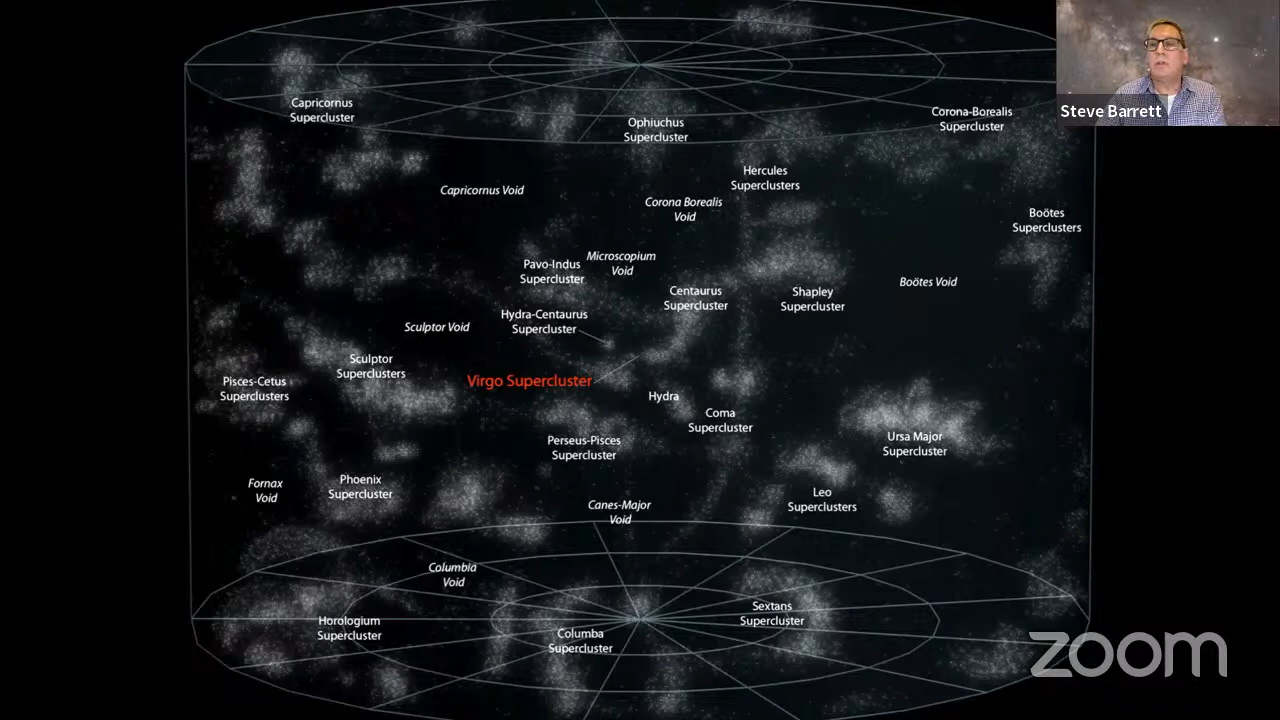 Steve Barrett
Capricornus
Supercluster
Ophiuchus
Supercluster
Corona-Borealis
Supercluster
Hercules
Superclusters
Capricornus Void
Corona Borealis
Void
Boötes
Superclusters
Pavo-Indus
Supercluster
Microscopium
Void
Boötes Void
Centaurus
Supercluster
Shapley
Supercluster
Hydra-Centaurus
Supercluster
Sculptor Void
Sculptor
Superclusters
Pisces-Cetus
Superclusters
Virgo Supercluster
Hydra
Coma
Supercluster
Perseus-Pisces
Supercluster
Ursa Major
Supercluster
Fornax
Void
Phoenix
Supercluster
Leo
Superclusters
Canes-Major
Void
Columbia
Void
Horologium
Supercluster
Columba
Supercluster
Sextans
Supercluster
zoom